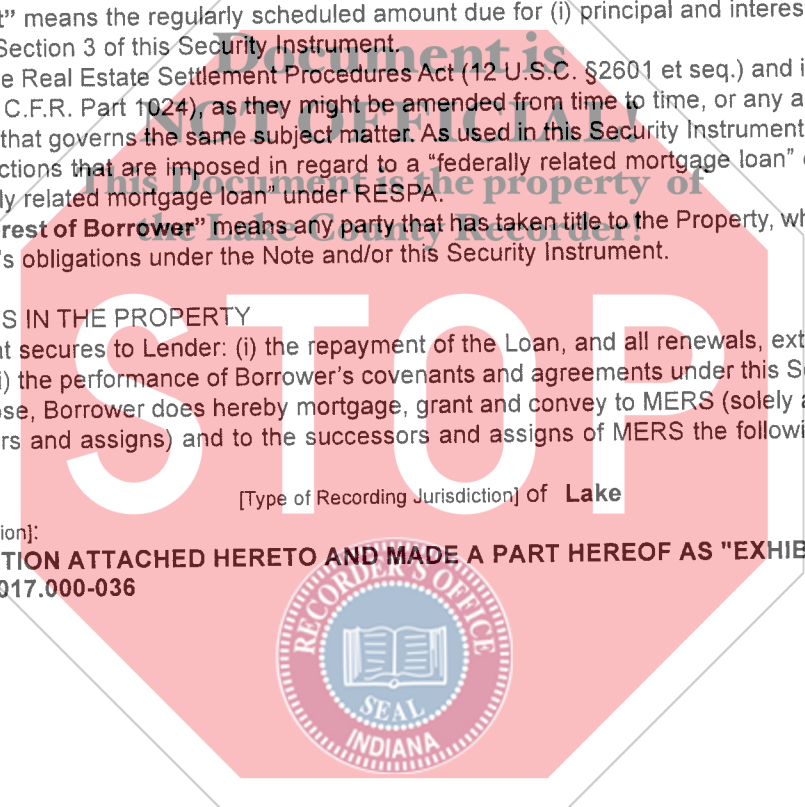 t” means the regularly scheduled amount due for (i) principal and interes
Section 3 of this Security Instrument.
Document is
e Real Estate Settlement Procedures Act (12 U.S.C. §2601 et seq.) and i
C.F.R. Part 1024), as they might be amended from time to time, or any a
NOT OFFICIAL!
that governs the same subject matter. As used in this Security Instrument
ctions that are imposed in regard to a “federally related mortgage loan”
This Document is the property of
ly related mortgage loan” under RESPA.
rest of Borrower” means any party that has taken title to the Property, wh
the Lake County Recorder!
’s obligations under the Note and/or this Security Instrument.
S IN THE PROPERTY
nt secures to Lender: (i) the repayment of the Loan, and all renewals, ext
i) the performance of Borrower’s covenants and agreements under this S
ose, Borrower does hereby mortgage, grant and convey to MERS (solely a
rs and assigns) and to the successors and assigns of MERS the followi
STOP
[Type of Recording Jurisdiction] of Lake
ion]:
TION ATTACHED HERETO AND MADE A PART HEREOF AS "EXHIB
017.000-036
RECORDER'S OFFICE
SEAL
INDIANA